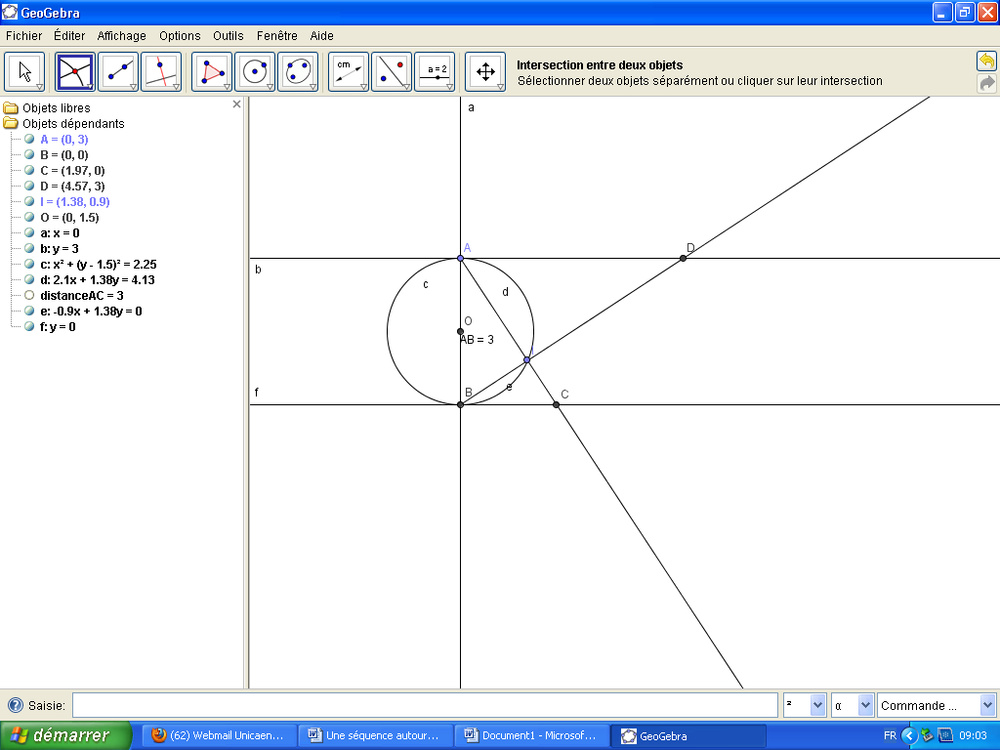 GeoGebra
Fichier Éditer Affichage Options Outils Fenêtre Aide
cm
a = 2
Intersection entre deux objets
Sélectionner deux objets séparément ou cliquer sur leur intersection
Objets libres
Objets dépendants
A = (0, 3)
B = (0, 0)
C = (1.97, 0)
D = (4.57, 3)
I = (1.38, 0.9)
O = (0, 1.5)
a: x = 0
b: y = 3
c: x² + (y - 1.5)² = 2.25
d: 2.1x + 1.38y = 4.13
distanceAC = 3
e: -0.9x + 1.38y = 0
f: y = 0
a
A
D
b
c
d
O
AB = 3
f
B
e
C
Saisie:
²
α
Commande ...
démarrer
(62) Webmail Unicaen...
Une séquence autour...
Document1 - Microsof...
GeoGebra
FR
09:03